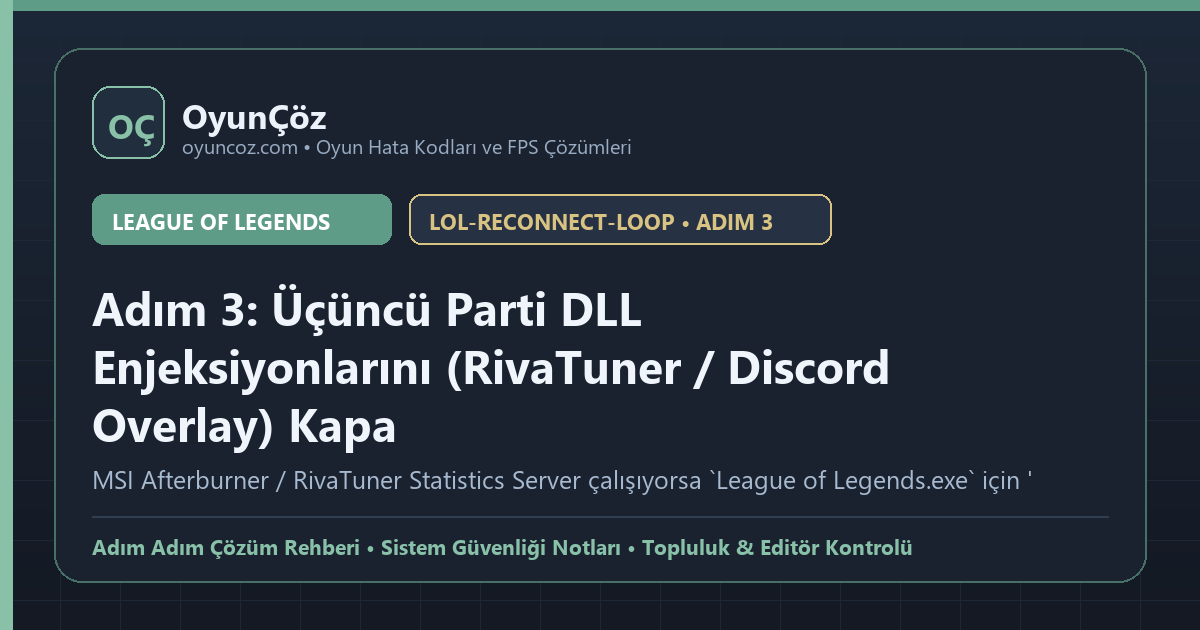 OÇ
OyunÇöz
oyuncoz.com • Oyun Hata Kodları ve FPS Çözümleri
LEAGUE OF LEGENDS
LOL-RECONNECT-LOOP • ADIM 3
Adım 3: Üçüncü Parti DLL
Enjeksiyonlarını (RivaTuner / Discord
Overlay) Kapa
MSI Afterburner / RivaTuner Statistics Server çalışıyorsa `League of Legends.exe` için '
Adım Adım Çözüm Rehberi • Sistem Güvenliği Notları • Topluluk & Editör Kontrolü